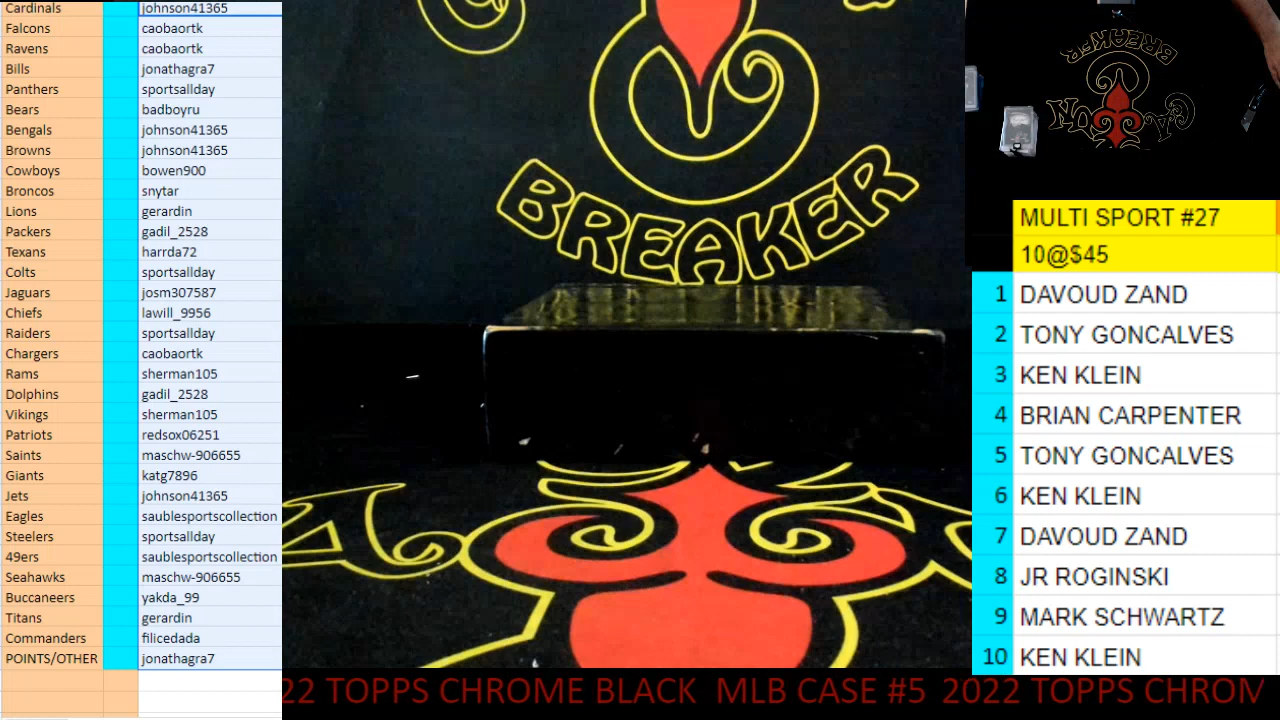 Cardinals johnson41365
Falcons caobaortk
Ravens caobaortk
Bills jonathagra7
Panthers sportsallday
Bears badboyru
Bengals johnson41365
Browns johnson41365
Cowboys bowen900
Broncos snytar
Lions gerardin
Packers gadil_2528
Texans harrda72
Colts sportsallday
Jaguars josm307587
Chiefs lawill_9956
Raiders sportsallday
Chargers caobaortk
Rams sherman105
Dolphins gadil_2528
Vikings sherman105
Patriots redsox06251
Saints maschw-906655
Giants katg7896
Jets johnson41365
Eagles saublesportscollection
Steelers sportsallday
49ers saublesportscollection
Seahawks maschw-906655
Buccaneers yakda_99
Titans gerardin
Commanders filicedada
POINTS/OTHER jonathagra7
BREAKER
BREAKER
MULTI SPORT #27
10@$45
1 DAVOUD ZAND
2 TONY GONCALVES
3 KEN KLEIN
4 BRIAN CARPENTER
5 TONY GONCALVES
6 KEN KLEIN
7 DAVOUD ZAND
8 JR ROGINSKI
9 MARK SCHWARTZ
10 KEN KLEIN
22 TOPPS CHROME BLACK MLB CASE #5 2022 TOPPS CHROM